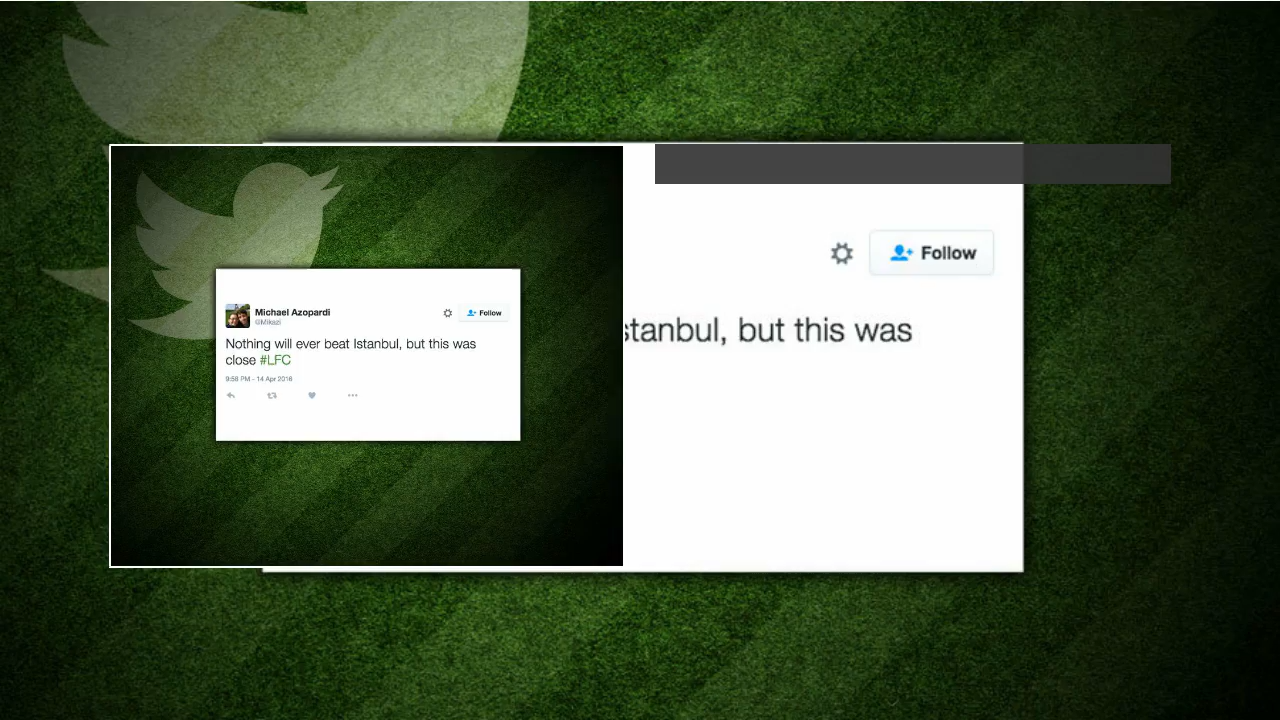 Michael Azopardi
@Mikazi
Follow
Nothing will ever beat Istanbul, but this was
close #LFC
9:56 PM - 14 Apr 2016
Follow
stanbul, but this was